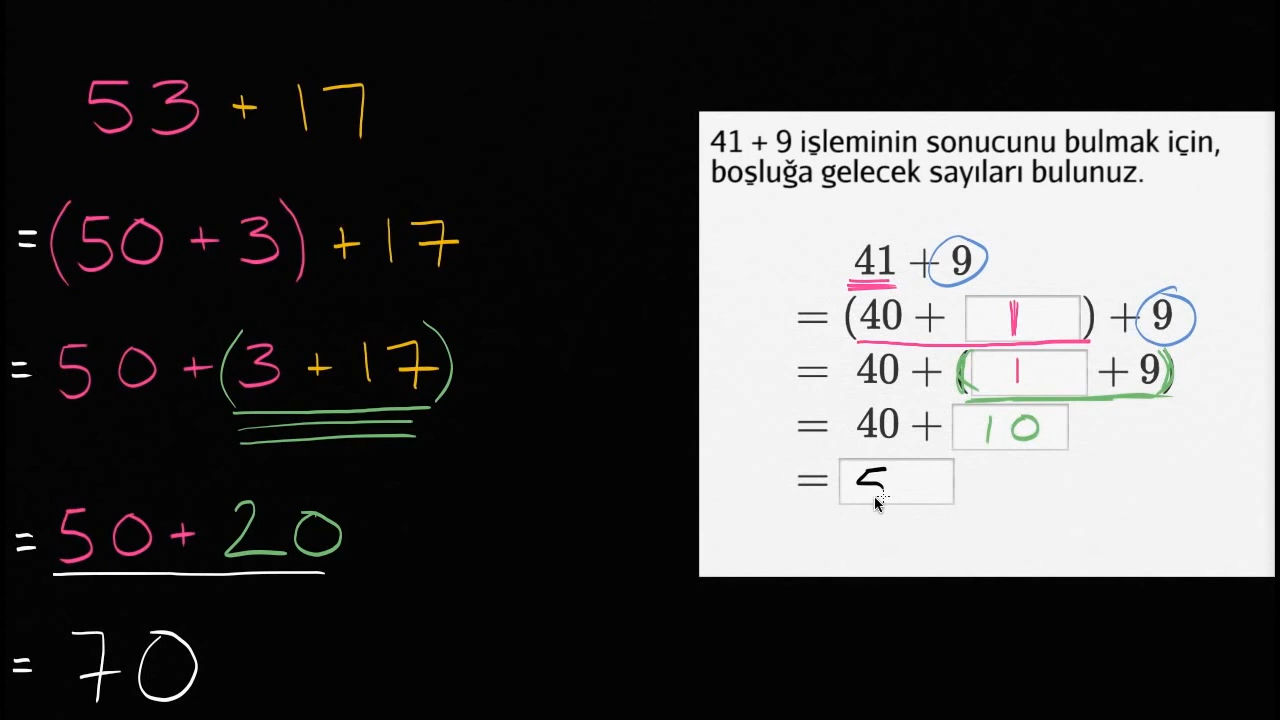 53 + 17
= (50 + 3) + 17
= 50 + (3 + 17)
= 50 + 20
= 70
41 + 9 işleminin sonucunu bulmak için,
boşluğa gelecek sayıları bulunuz.
41 + 9
= (40 + 1) + 9
= 40 + (1 + 9)
= 40 + 10
= 5